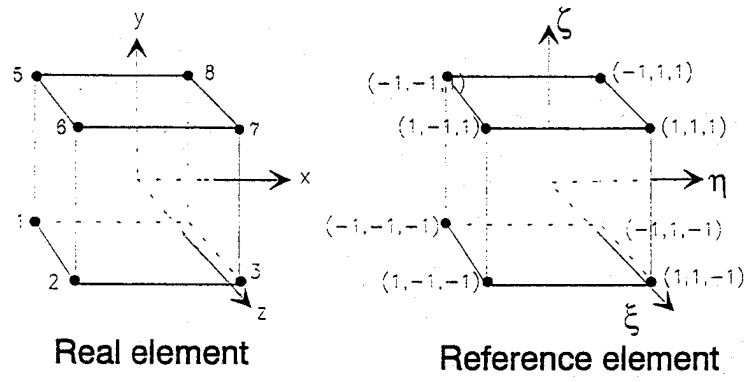 y
5
8
6
7
x
1
2
3
z
Real element
ζ
(-1,-1,1)
(-1,1,1)
(1,-1,1)
(1,1,1)
η
(-1,-1,-1)
(-1,1,-1)
(1,-1,-1)
(1,1,-1)
ξ
Reference element